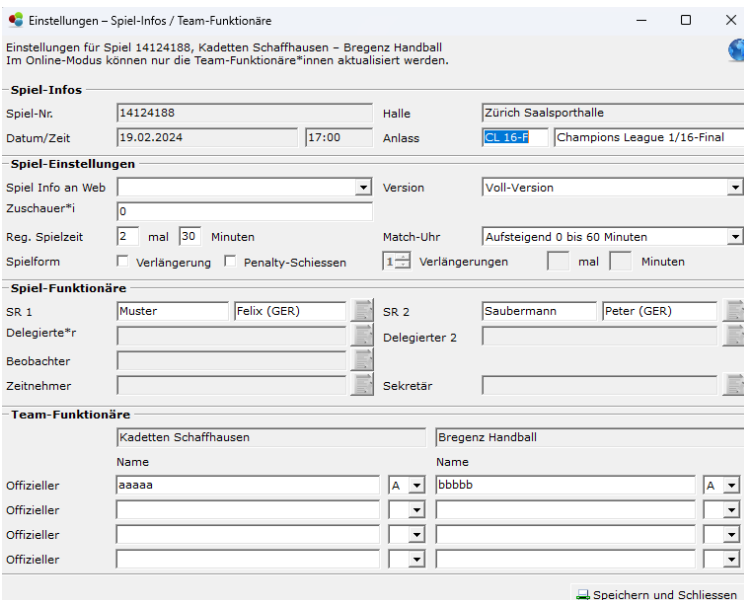 Einstellungen – Spiel-Infos / Team-Funktionäre
Einstellungen für Spiel 14124188, Kadetten Schaffhausen – Bregenz Handball
Im Online-Modus können nur die Team-Funktionäre*innen aktualisiert werden.
Spiel-Infos
Spiel-Nr. 14124188 Halle Zürich Saalsporthalle
Datum/Zeit 19.02.2024 17:00 Anlass CL 16-F Champions League 1/16-Final
Spiel-Einstellungen
Spiel Info an Web Version Voll-Version
Zuschauer*i 0
Reg. Spielzeit 2 mal 30 Minuten Match-Uhr Aufsteigend 0 bis 60 Minuten
Spielform Verlängerung Penalty-Schiessen 1 Verlängerungen mal Minuten
Spiel-Funktionäre
SR 1 Muster Felix (GER) SR 2 Saubermann Peter (GER)
Delegierte*r Delegierter 2
Beobachter
Zeitnehmer Sekretär
Team-Funktionäre
Kadetten Schaffhausen Bregenz Handball
Name Name
Offizieller aaaaa A bbbbb A
Offizieller
Offizieller
Offizieller
Speichern und Schliessen